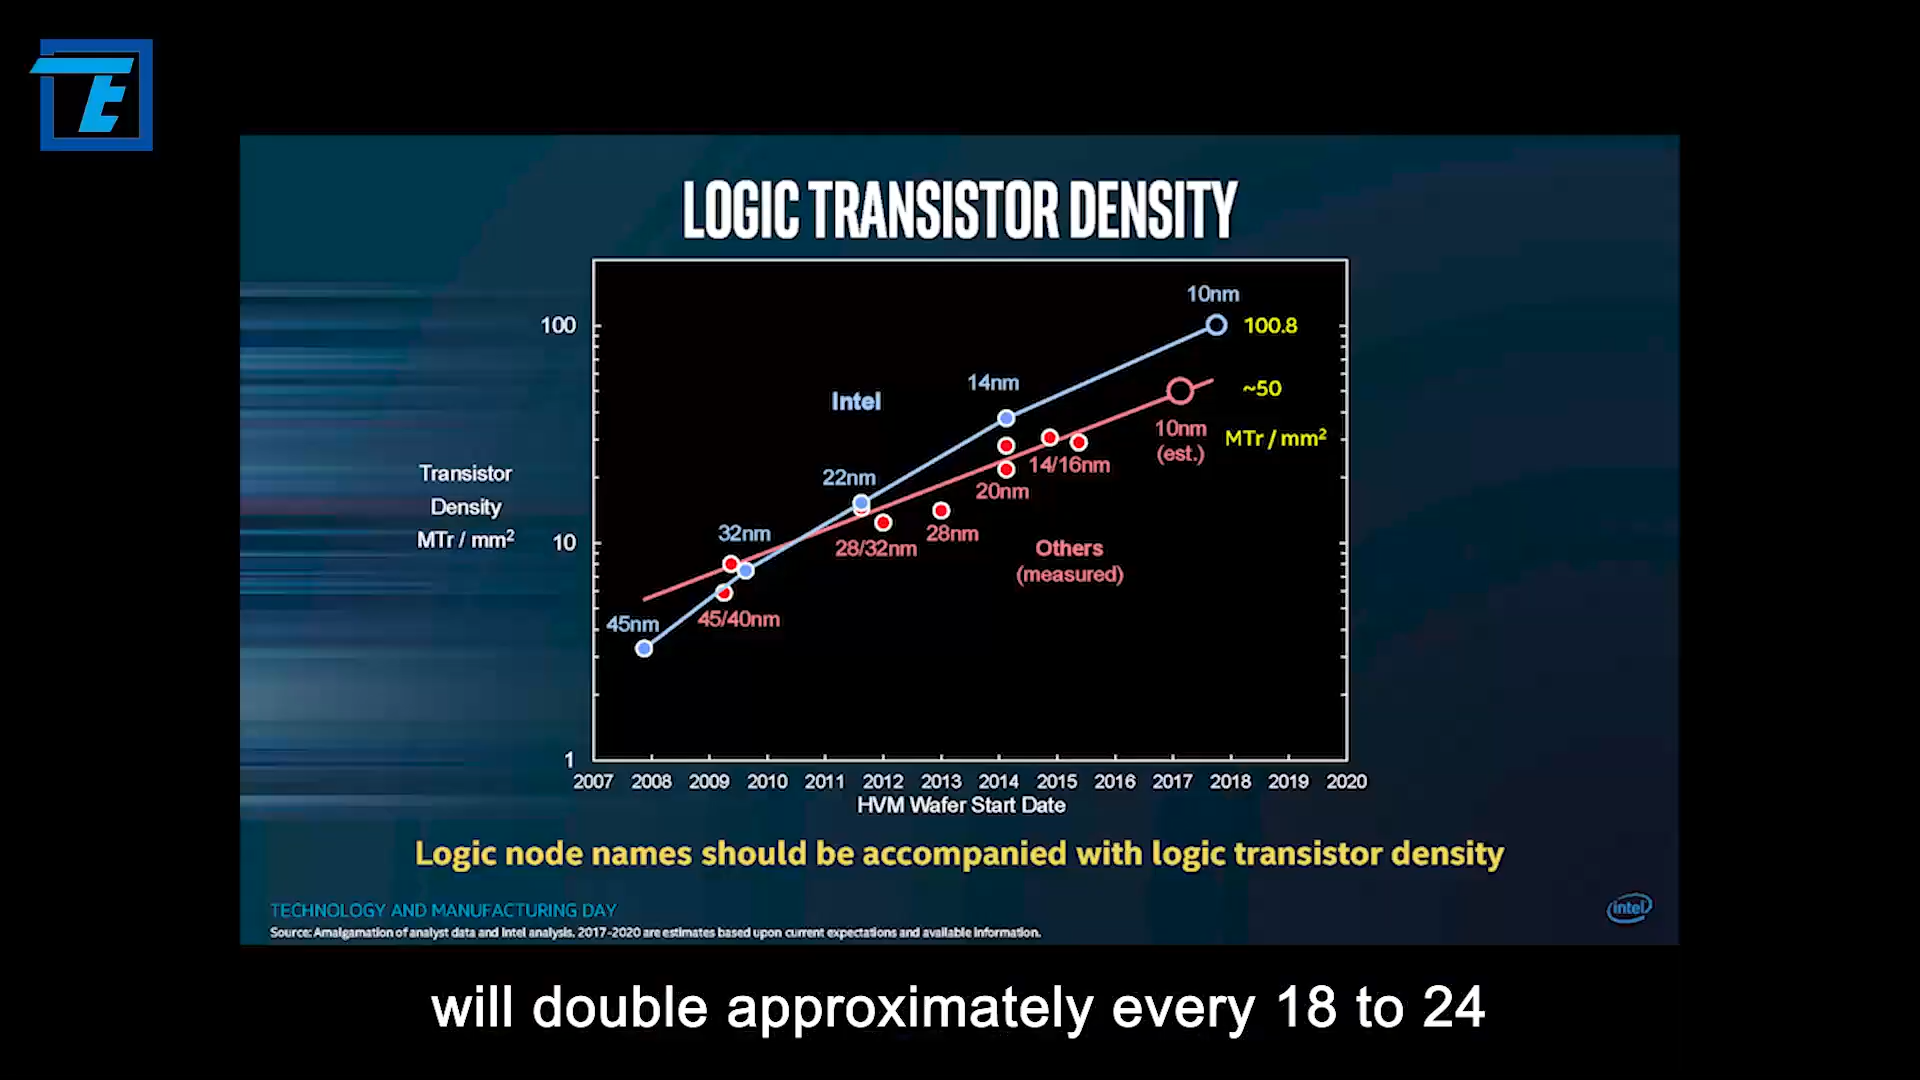 TE
LOGIC TRANSISTOR DENSITY
Transistor
Density
MTr / mm²
100
10
1
Intel
45nm
32nm
22nm
14nm
10nm
100.8
~50
MTr / mm²
10nm
(est.)
14/16nm
20nm
28nm
28/32nm
45/40nm
Others
(measured)
2007 2008 2009 2010 2011 2012 2013 2014 2015 2016 2017 2018 2019 2020
HVM Wafer Start Date
Logic node names should be accompanied with logic transistor density
TECHNOLOGY AND MANUFACTURING DAY
Source: Amalgamation of analyst data and Intel analysis. 2017-2020 are estimates based upon current expectations and available information.
intel
will double approximately every 18 to 24